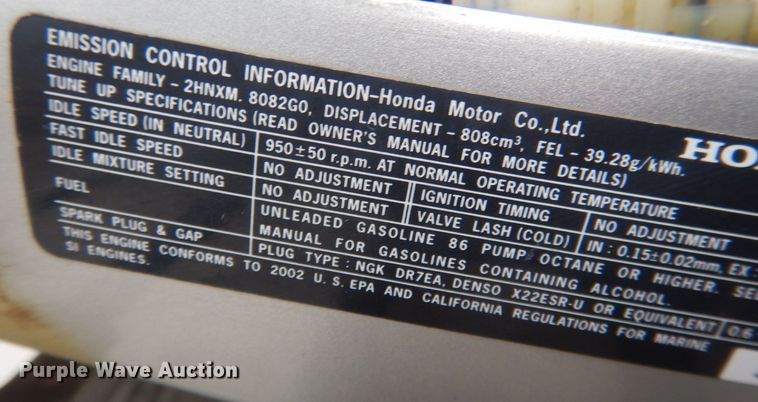 EMISSION CONTROL INFORMATION-Honda Motor Co.,Ltd.
HO
ENGINE FAMILY - 2HNXM. 8082G0, DISPLACEMENT - 808cm³, FEL - 39.28g/kWh.
TUNE UP SPECIFICATIONS (READ OWNER'S MANUAL FOR MORE DETAILS)
IDLE SPEED (IN NEUTRAL) 950±50 r.p.m. AT NORMAL OPERATING TEMPERATURE
FAST IDLE SPEED NO ADJUSTMENT IGNITION TIMING NO ADJUSTMENT
IDLE MIXTURE SETTING NO ADJUSTMENT VALVE LASH (COLD) IN : 0.15±0.02mm, EX :
FUEL UNLEADED GASOLINE 86 PUMP OCTANE OR HIGHER. SE
MANUAL FOR GASOLINES CONTAINING ALCOHOL.
SPARK PLUG & GAP PLUG TYPE : NGK DR7EA, DENSO X22ESR-U OR EQUIVALENT 0.6
THIS ENGINE CONFORMS TO 2002 U.S. EPA AND CALIFORNIA REGULATIONS FOR MARINE
SI ENGINES.
Purple Wave Auction